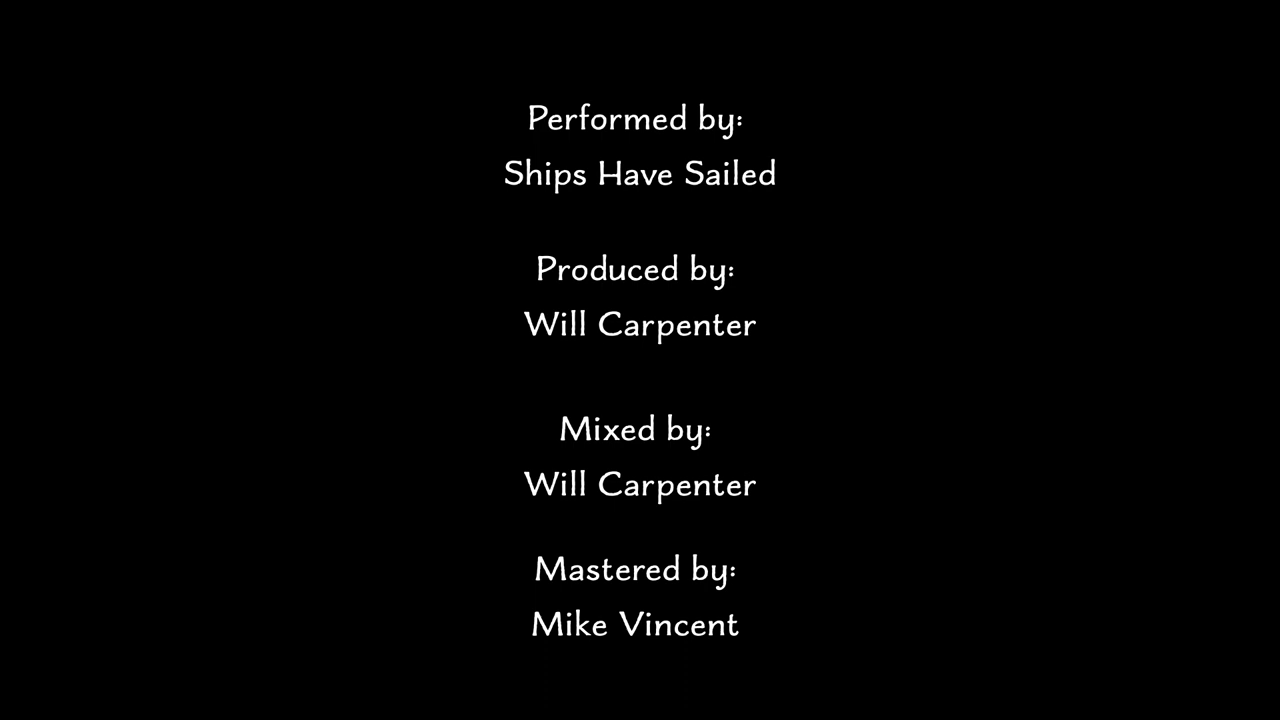 Performed by:
Ships Have Sailed
Produced by:
Will Carpenter
Mixed by:
Will Carpenter
Mastered by:
Mike Vincent